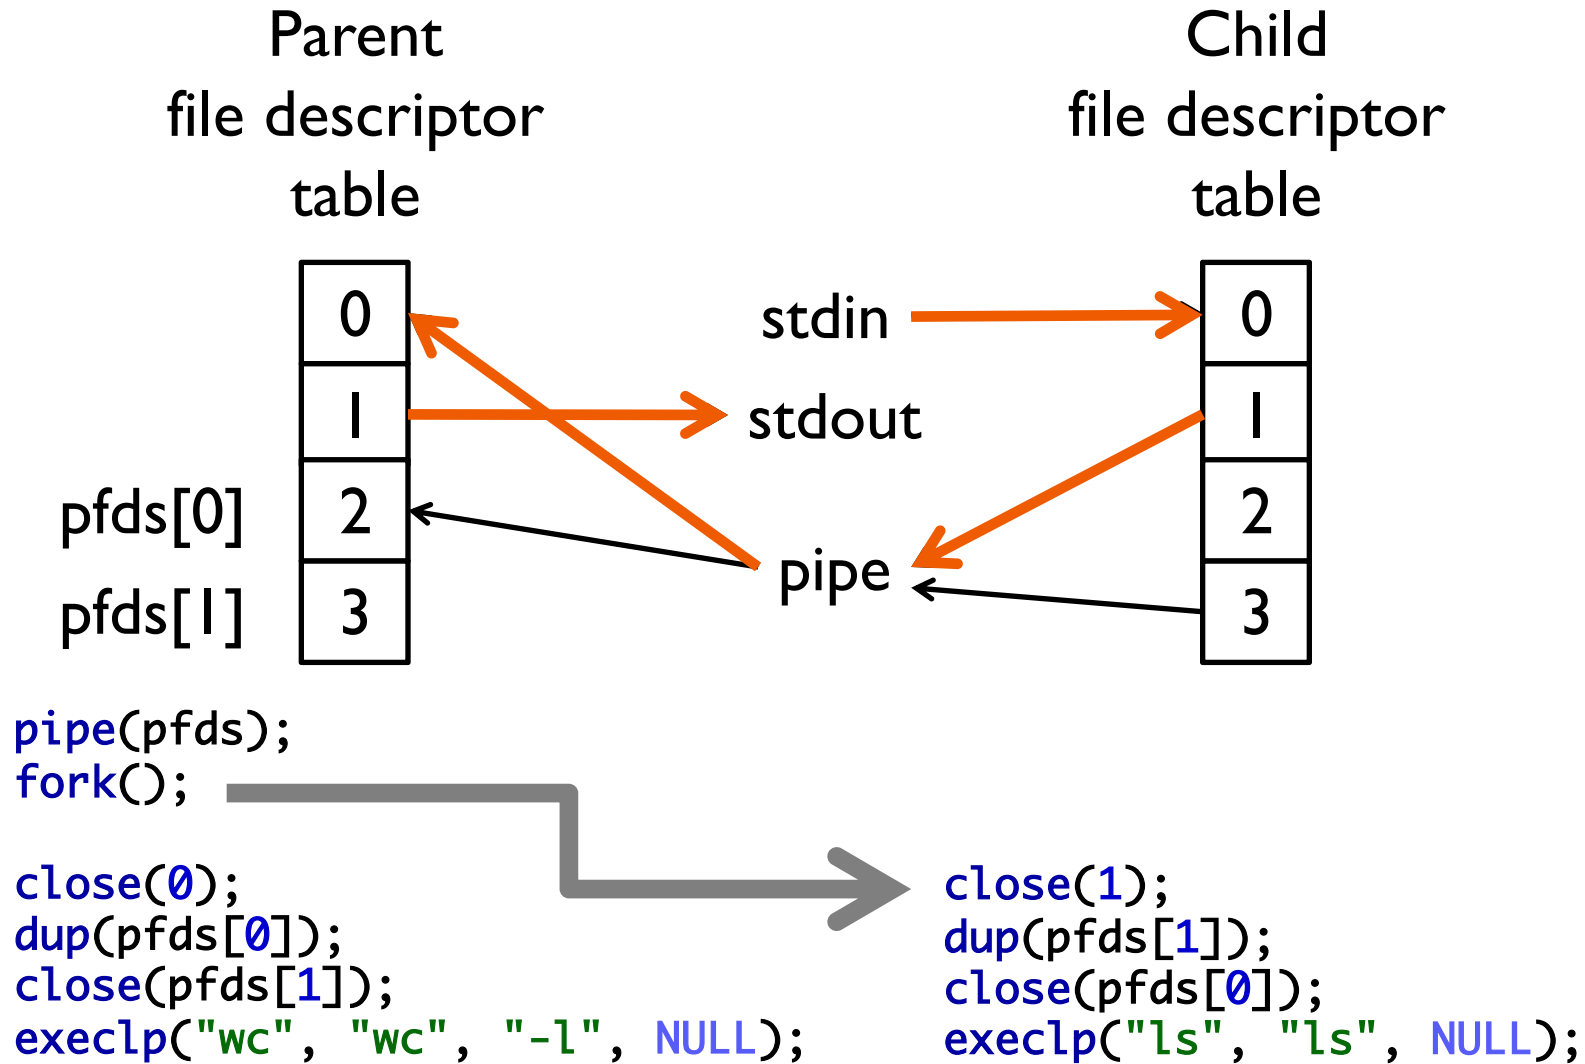 Parent
file descriptor
table
Child
file descriptor
table
0
1
2
3
pfds[0]
pfds[1]
stdin
stdout
pipe
0
1
2
3
pipe(pfds);
fork();
close(0);
dup(pfds[0]);
close(pfds[1]);
execlp("wc", "wc", "-l", NULL);
close(1);
dup(pfds[1]);
close(pfds[0]);
execlp("ls", "ls", NULL);